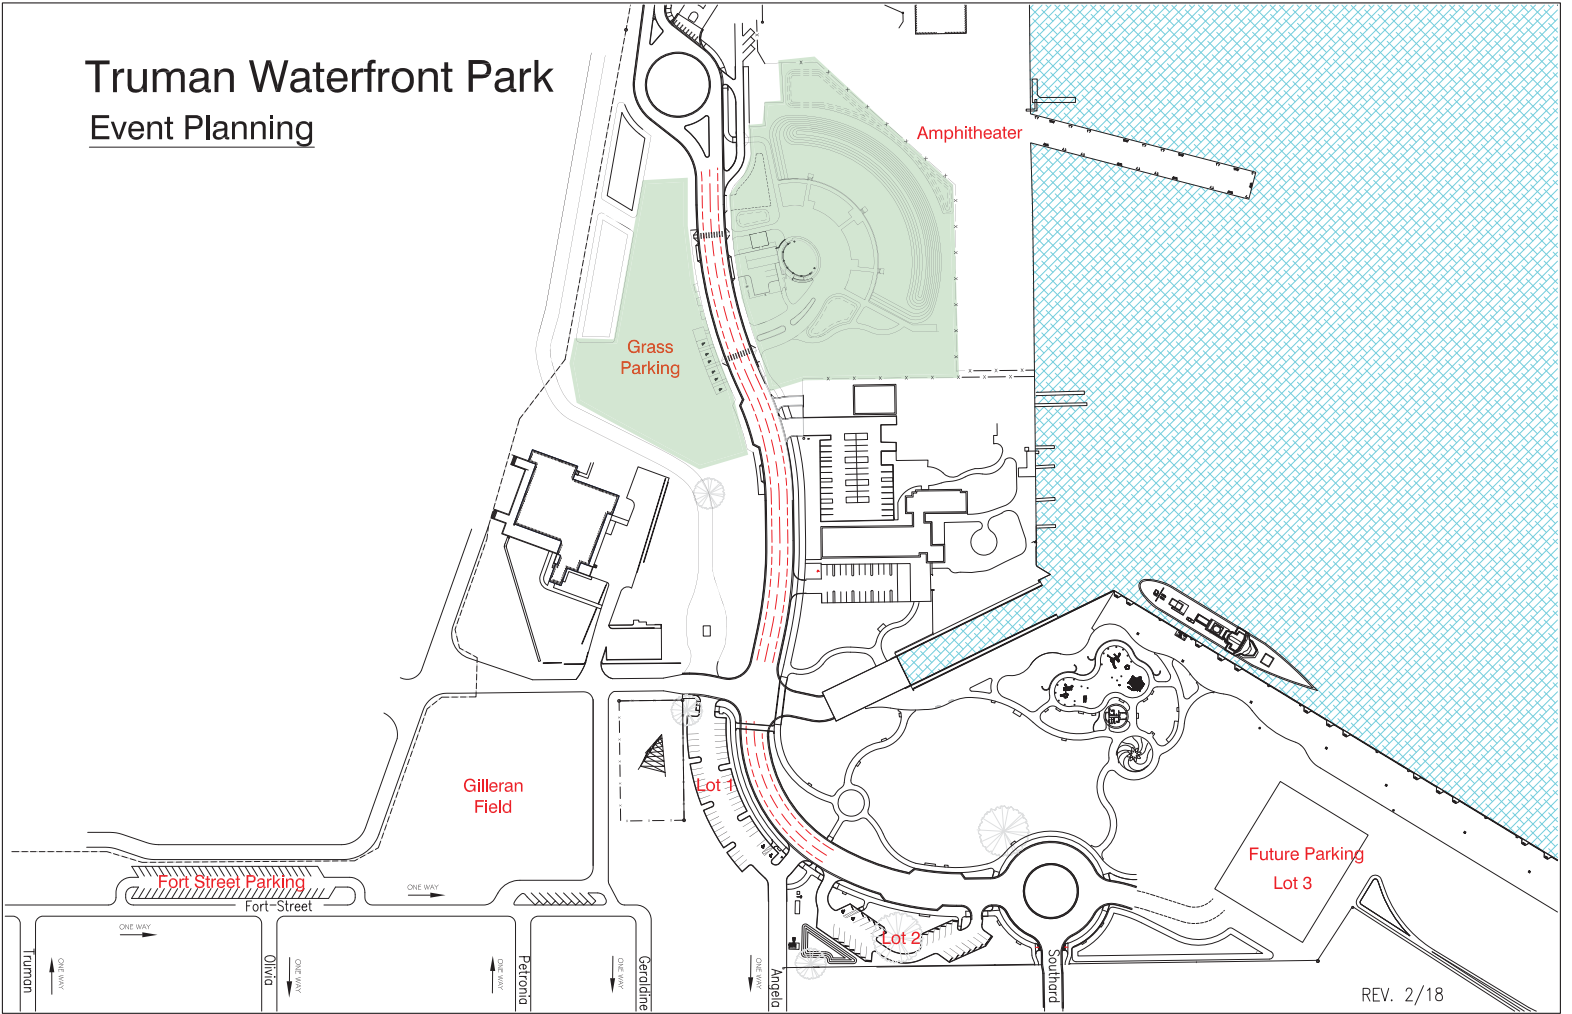 Truman Waterfront Park
Event Planning
Amphitheater
Grass
Parking
Gilleran
Field
Lot 1
Future Parking
Lot 3
Fort Street Parking
ONE WAY
Fort-Street
ONE WAY
Lot 2
Truman
ONE WAY
Olivia
ONE WAY
ONE WAY
Petronia
ONE WAY
Geraldine
ONE WAY
Angela
Southard
REV. 2/18